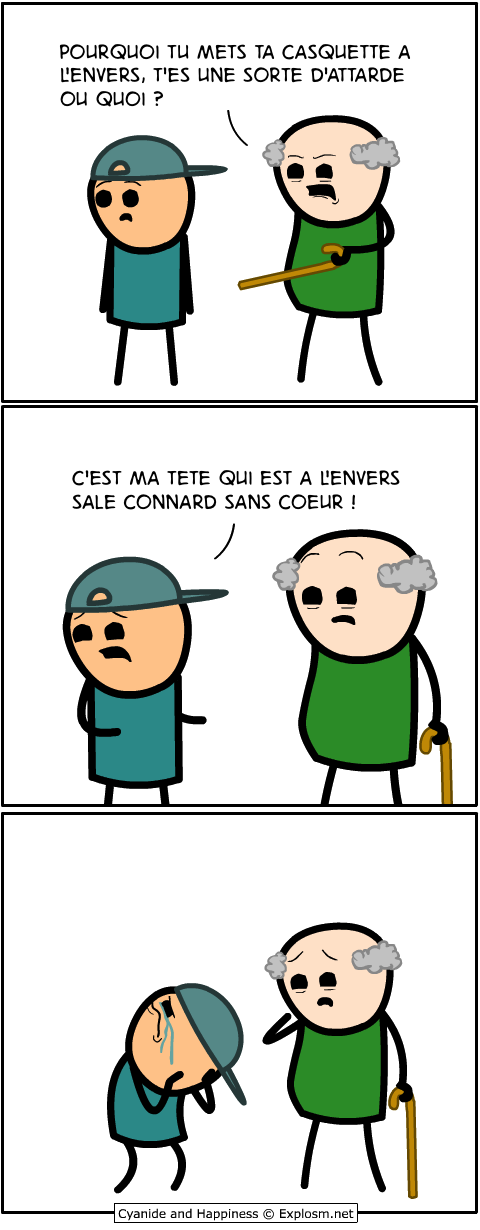 POURQUOI TU METS TA CASQUETTE A
L'ENVERS, T'ES UNE SORTE D'ATTARDE
OU QUOI ?
C'EST MA TETE QUI EST A L'ENVERS
SALE CONNARD SANS COEUR !
Cyanide and Happiness © Explosm.net